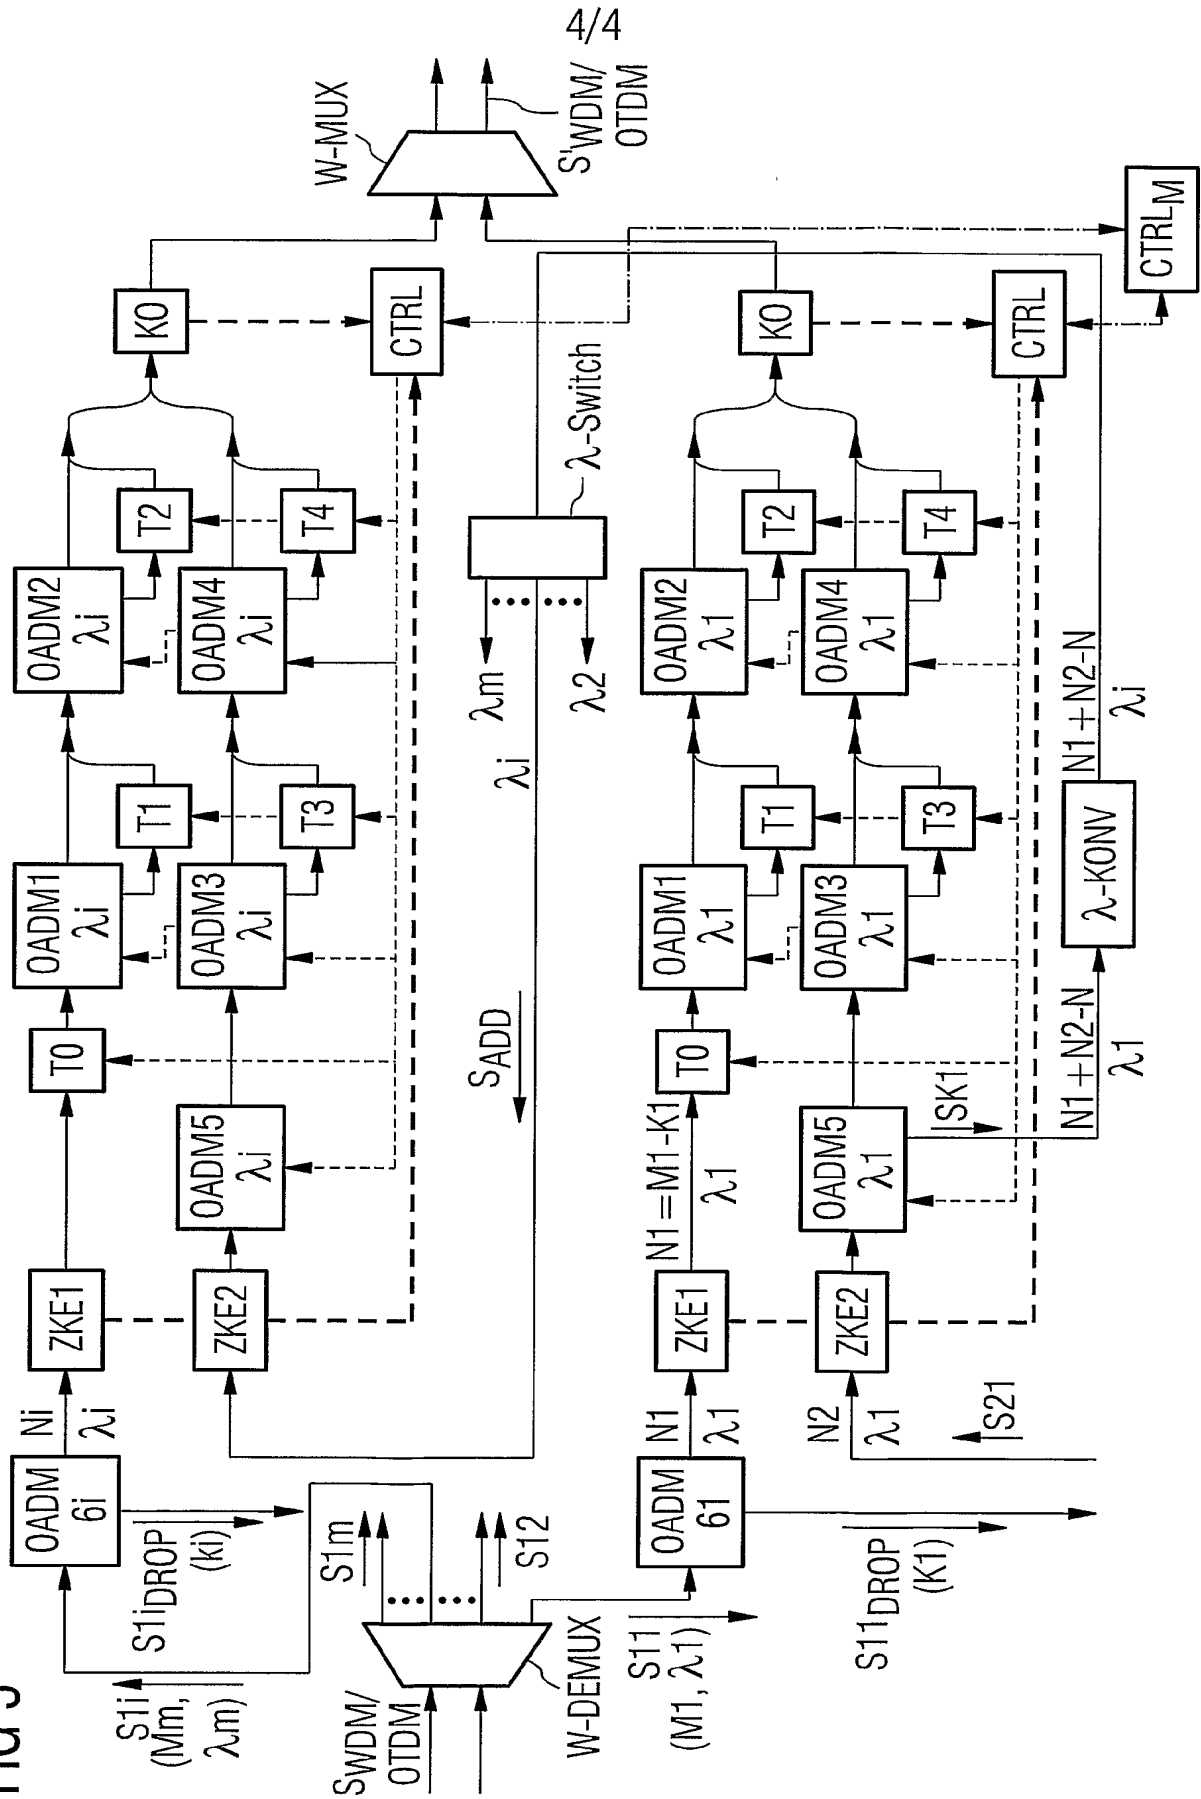 4/4
FIG
S1i
(Mm,
λm)
OADM
6i
S1iDROP
(ki)
Ni
λi
ZKE1
T0
OADM1
λi
T1
OADM2
λi
T2
KO
ZKE2
OADM5
λi
OADM3
λi
T3
OADM4
λi
T4
CTRL
W-MUX
S'WDM/
OTDM
SWDM/
OTDM
W-DEMUX
S1m
S12
SADD
λi
λm
λ2
λ-Switch
S11
(M1, λ1)
OADM
61
S11DROP
(K1)
N1
λ1
ZKE1
N1=M1-K1
λ1
T0
OADM1
λ1
T1
OADM2
λ1
T2
KO
N2
λ1
S21
ZKE2
OADM5
λ1
SK1
OADM3
λ1
T3
OADM4
λ1
T4
CTRL
N1+N2-N
λ1
λ-KONV
N1+N2-N
λi
CTRLM